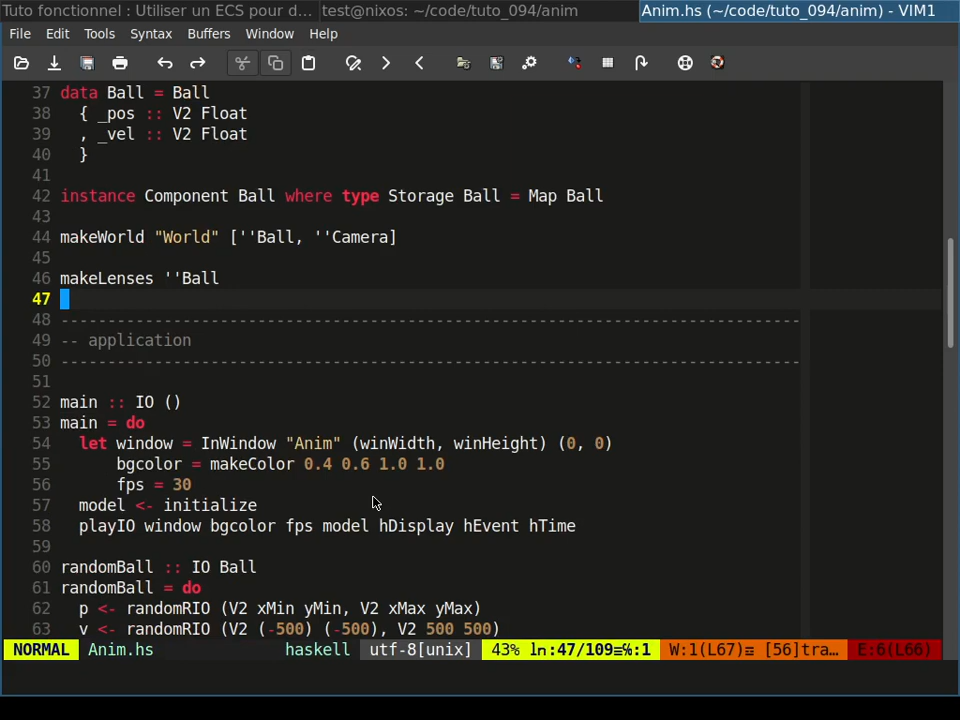 Tuto fonctionnel : Utiliser un ECS pour d... test@nixos: ~/code/tuto_094/anim Anim.hs (~/code/tuto_094/anim) - VIM1
File Edit Tools Syntax Buffers Window Help
37 data Ball = Ball
38   { _pos :: V2 Float
39   , _vel :: V2 Float
40   }
41
42 instance Component Ball where type Storage Ball = Map Ball
43
44 makeWorld "World" [''Ball, ''Camera]
45
46 makeLenses ''Ball
47
48 -------------------------------------------------------------------------------
49 -- application
50 -------------------------------------------------------------------------------
51
52 main :: IO ()
53 main = do
54   let window = InWindow "Anim" (winWidth, winHeight) (0, 0)
55       bgcolor = makeColor 0.4 0.6 1.0 1.0
56       fps = 30
57   model <- initialize
58   playIO window bgcolor fps model hDisplay hEvent hTime
59
60 randomBall :: IO Ball
61 randomBall = do
62   p <- randomRIO (V2 xMin yMin, V2 xMax yMax)
63   v <- randomRIO (V2 (-500) (-500), V2 500 500)
NORMAL Anim.hs haskell utf-8[unix] 43% ln:47/109≡℅:1 W:1(L67)≡ [56]tra… E:6(L66)